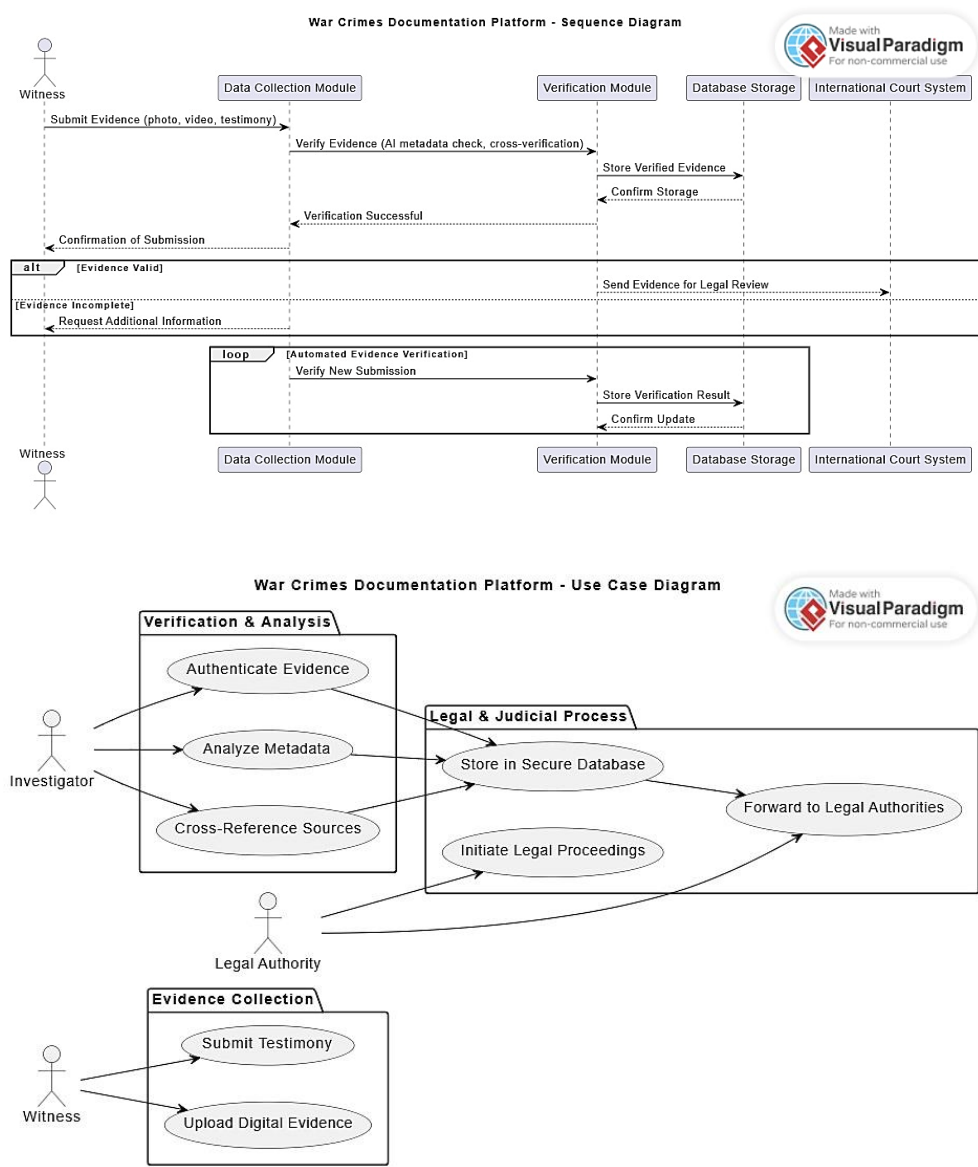 War Crimes Documentation Platform - Sequence Diagram
Made with
Visual Paradigm
For non-commercial use
Witness
Data Collection Module
Verification Module
Database Storage
International Court System
Submit Evidence (photo, video, testimony)
Verify Evidence (AI metadata check, cross-verification)
Store Verified Evidence
Confirm Storage
Verification Successful
Confirmation of Submission
alt
[Evidence Valid]
Send Evidence for Legal Review
[Evidence Incomplete]
Request Additional Information
loop
[Automated Evidence Verification]
Verify New Submission
Store Verification Result
Confirm Update
Witness
Data Collection Module
Verification Module
Database Storage
International Court System
War Crimes Documentation Platform - Use Case Diagram
Made with
Visual Paradigm
For non-commercial use
Verification & Analysis
Authenticate Evidence
Analyze Metadata
Cross-Reference Sources
Investigator
Legal & Judicial Process
Store in Secure Database
Forward to Legal Authorities
Initiate Legal Proceedings
Legal Authority
Evidence Collection
Submit Testimony
Upload Digital Evidence
Witness